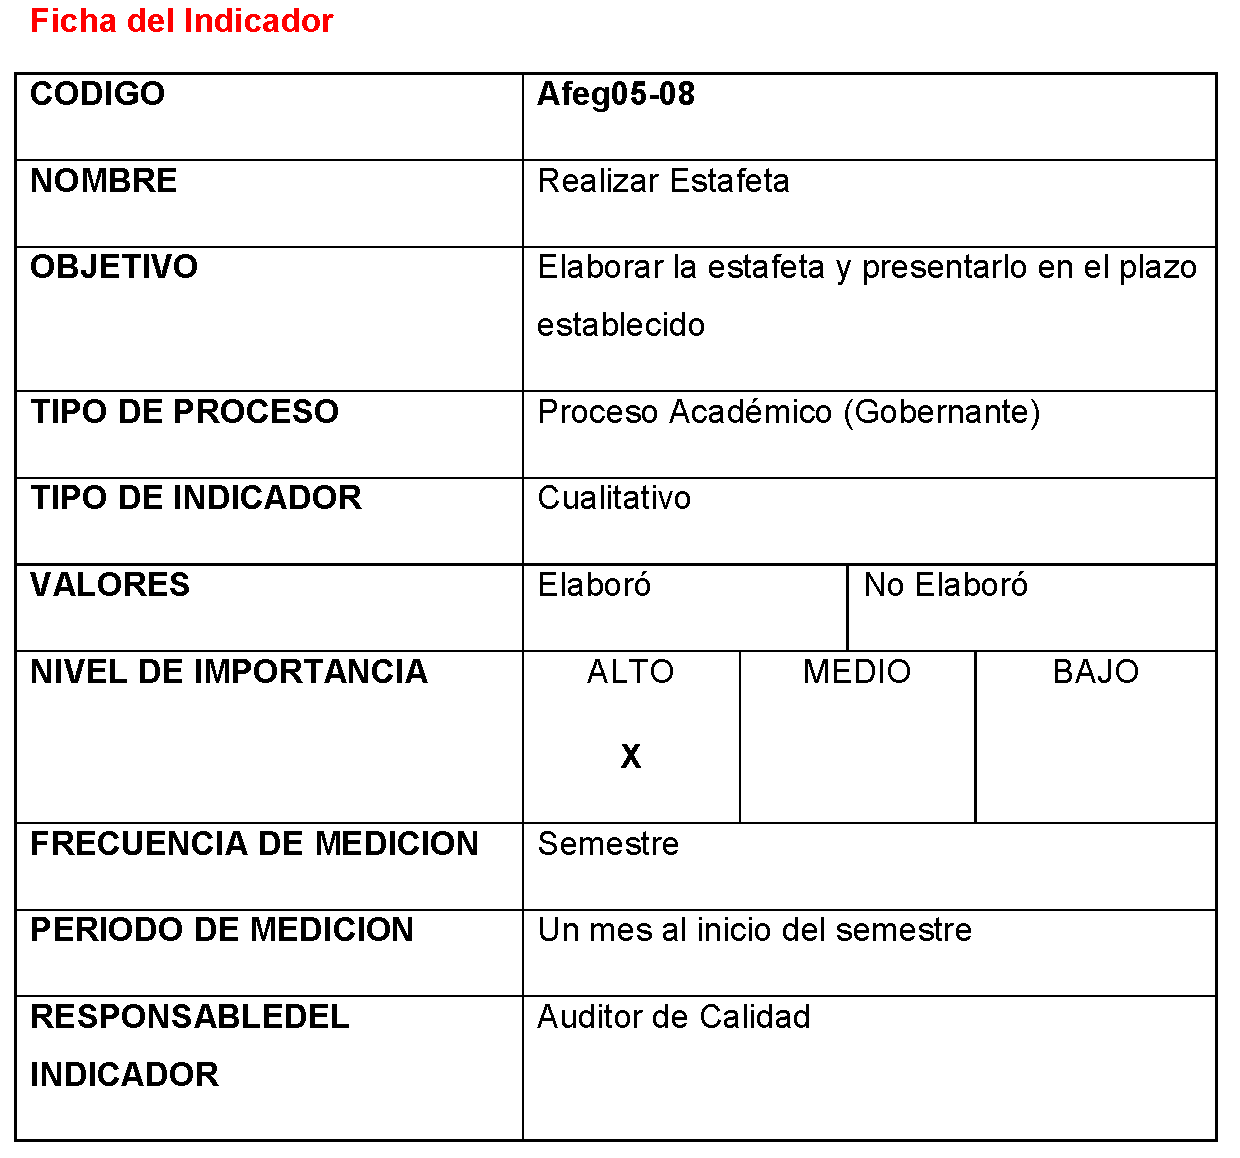 Ficha del Indicador
CODIGO Afeg05-08
NOMBRE Realizar Estafeta
OBJETIVO Elaborar la estafeta y presentarlo en el plazo
establecido
TIPO DE PROCESO Proceso Académico (Gobernante)
TIPO DE INDICADOR Cualitativo
VALORES Elaboró No Elaboró
NIVEL DE IMPORTANCIA ALTO MEDIO BAJO
X
FRECUENCIA DE MEDICION Semestre
PERIODO DE MEDICION Un mes al inicio del semestre
RESPONSABLEDEL Auditor de Calidad
INDICADOR